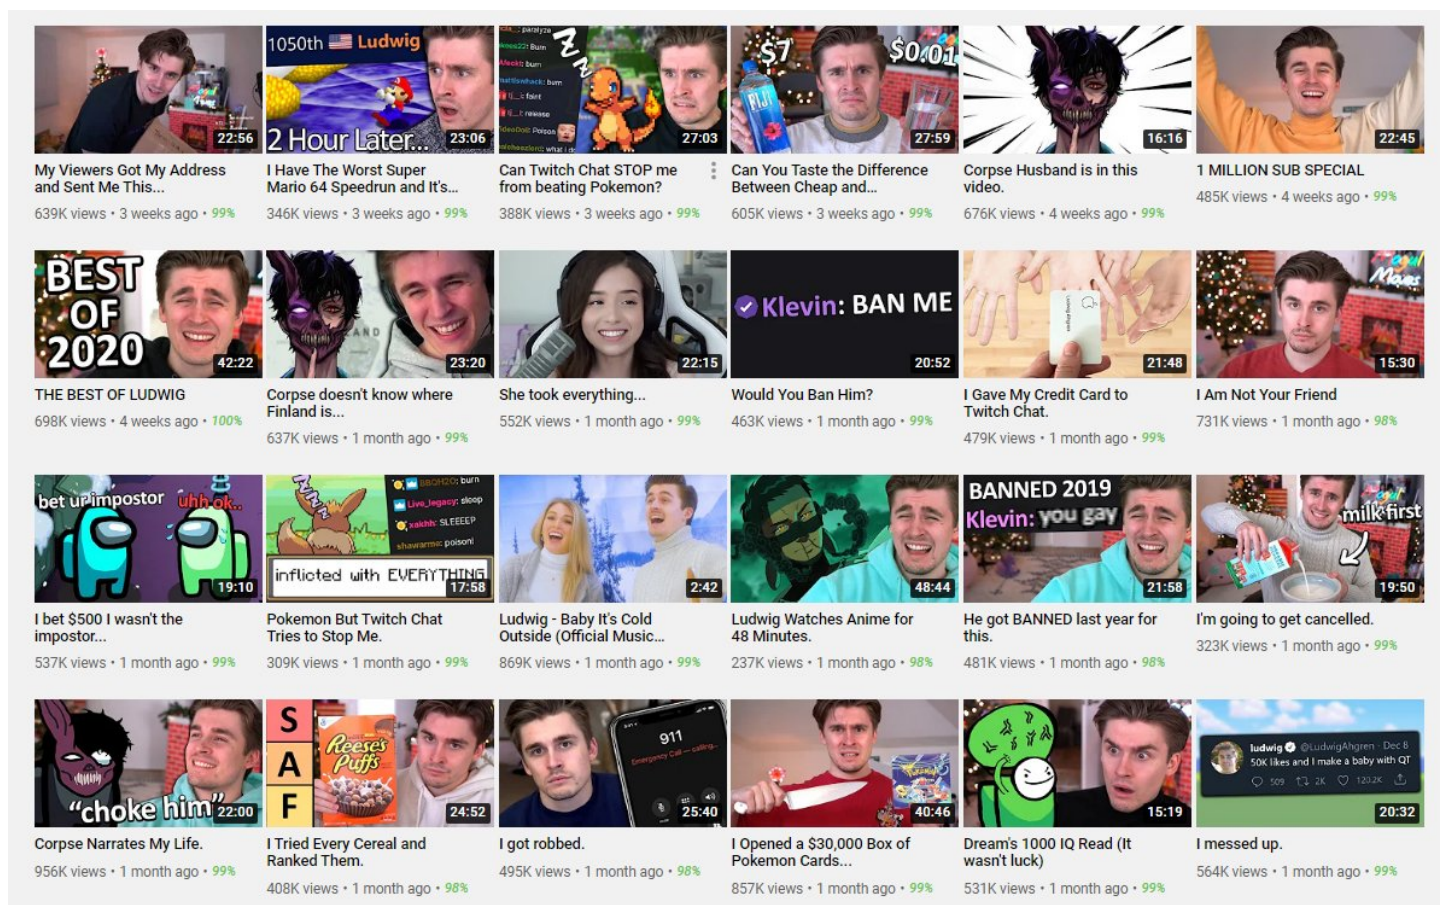 22:56
My Viewers Got My Address
and Sent Me This...
639K views • 3 weeks ago • 99%
1050th Ludwig
2 Hour Later...
23:06
I Have The Worst Super
Mario 64 Speedrun and It's...
346K views • 3 weeks ago • 99%
27:03
Can Twitch Chat STOP me
from beating Pokemon?
388K views • 3 weeks ago • 99%
$7
$0.01
FIJI
27:59
Can You Taste the Difference
Between Cheap and...
605K views • 3 weeks ago • 99%
16:16
Corpse Husband is in this
video.
676K views • 4 weeks ago • 99%
22:45
1 MILLION SUB SPECIAL
485K views • 4 weeks ago • 99%
BEST
OF
2020
42:22
THE BEST OF LUDWIG
698K views • 4 weeks ago • 100%
23:20
Corpse doesn't know where
Finland is...
637K views • 1 month ago • 99%
22:15
She took everything...
552K views • 1 month ago • 99%
Klevin: BAN ME
20:52
Would You Ban Him?
463K views • 1 month ago • 99%
21:48
I Gave My Credit Card to
Twitch Chat.
479K views • 1 month ago • 99%
15:30
I Am Not Your Friend
731K views • 1 month ago • 98%
bet ur impostor
uhh ok..
19:10
I bet $500 I wasn't the
impostor...
537K views • 1 month ago • 99%
BBQH2O: burn
Live_legacy: sleep
xakhh: SLEEEEP
shawarma: poison!
inflicted with EVERYTHING
17:58
Pokemon But Twitch Chat
Tries to Stop Me.
309K views • 1 month ago • 99%
2:42
Ludwig - Baby It's Cold
Outside (Official Music...
869K views • 1 month ago • 99%
48:44
Ludwig Watches Anime for
48 Minutes.
237K views • 1 month ago • 98%
BANNED 2019
Klevin: you gay
21:58
He got BANNED last year for
this.
481K views • 1 month ago • 98%
milk first
19:50
I'm going to get cancelled.
323K views • 1 month ago • 99%
"choke him"
22:00
Corpse Narrates My Life.
956K views • 1 month ago • 99%
S
A
F
Reese's
Puffs
24:52
I Tried Every Cereal and
Ranked Them.
408K views • 1 month ago • 98%
911
Emergency Call — calling...
25:40
I got robbed.
495K views • 1 month ago • 98%
40:46
I Opened a $30,000 Box of
Pokemon Cards...
857K views • 1 month ago • 99%
15:19
Dream's 1000 IQ Read (It
wasn't luck)
531K views • 1 month ago • 99%
ludwig @LudwigAhgren · Dec 8
50K likes and I make a baby with QT
509 2K 120.2K
20:32
I messed up.
564K views • 1 month ago • 99%